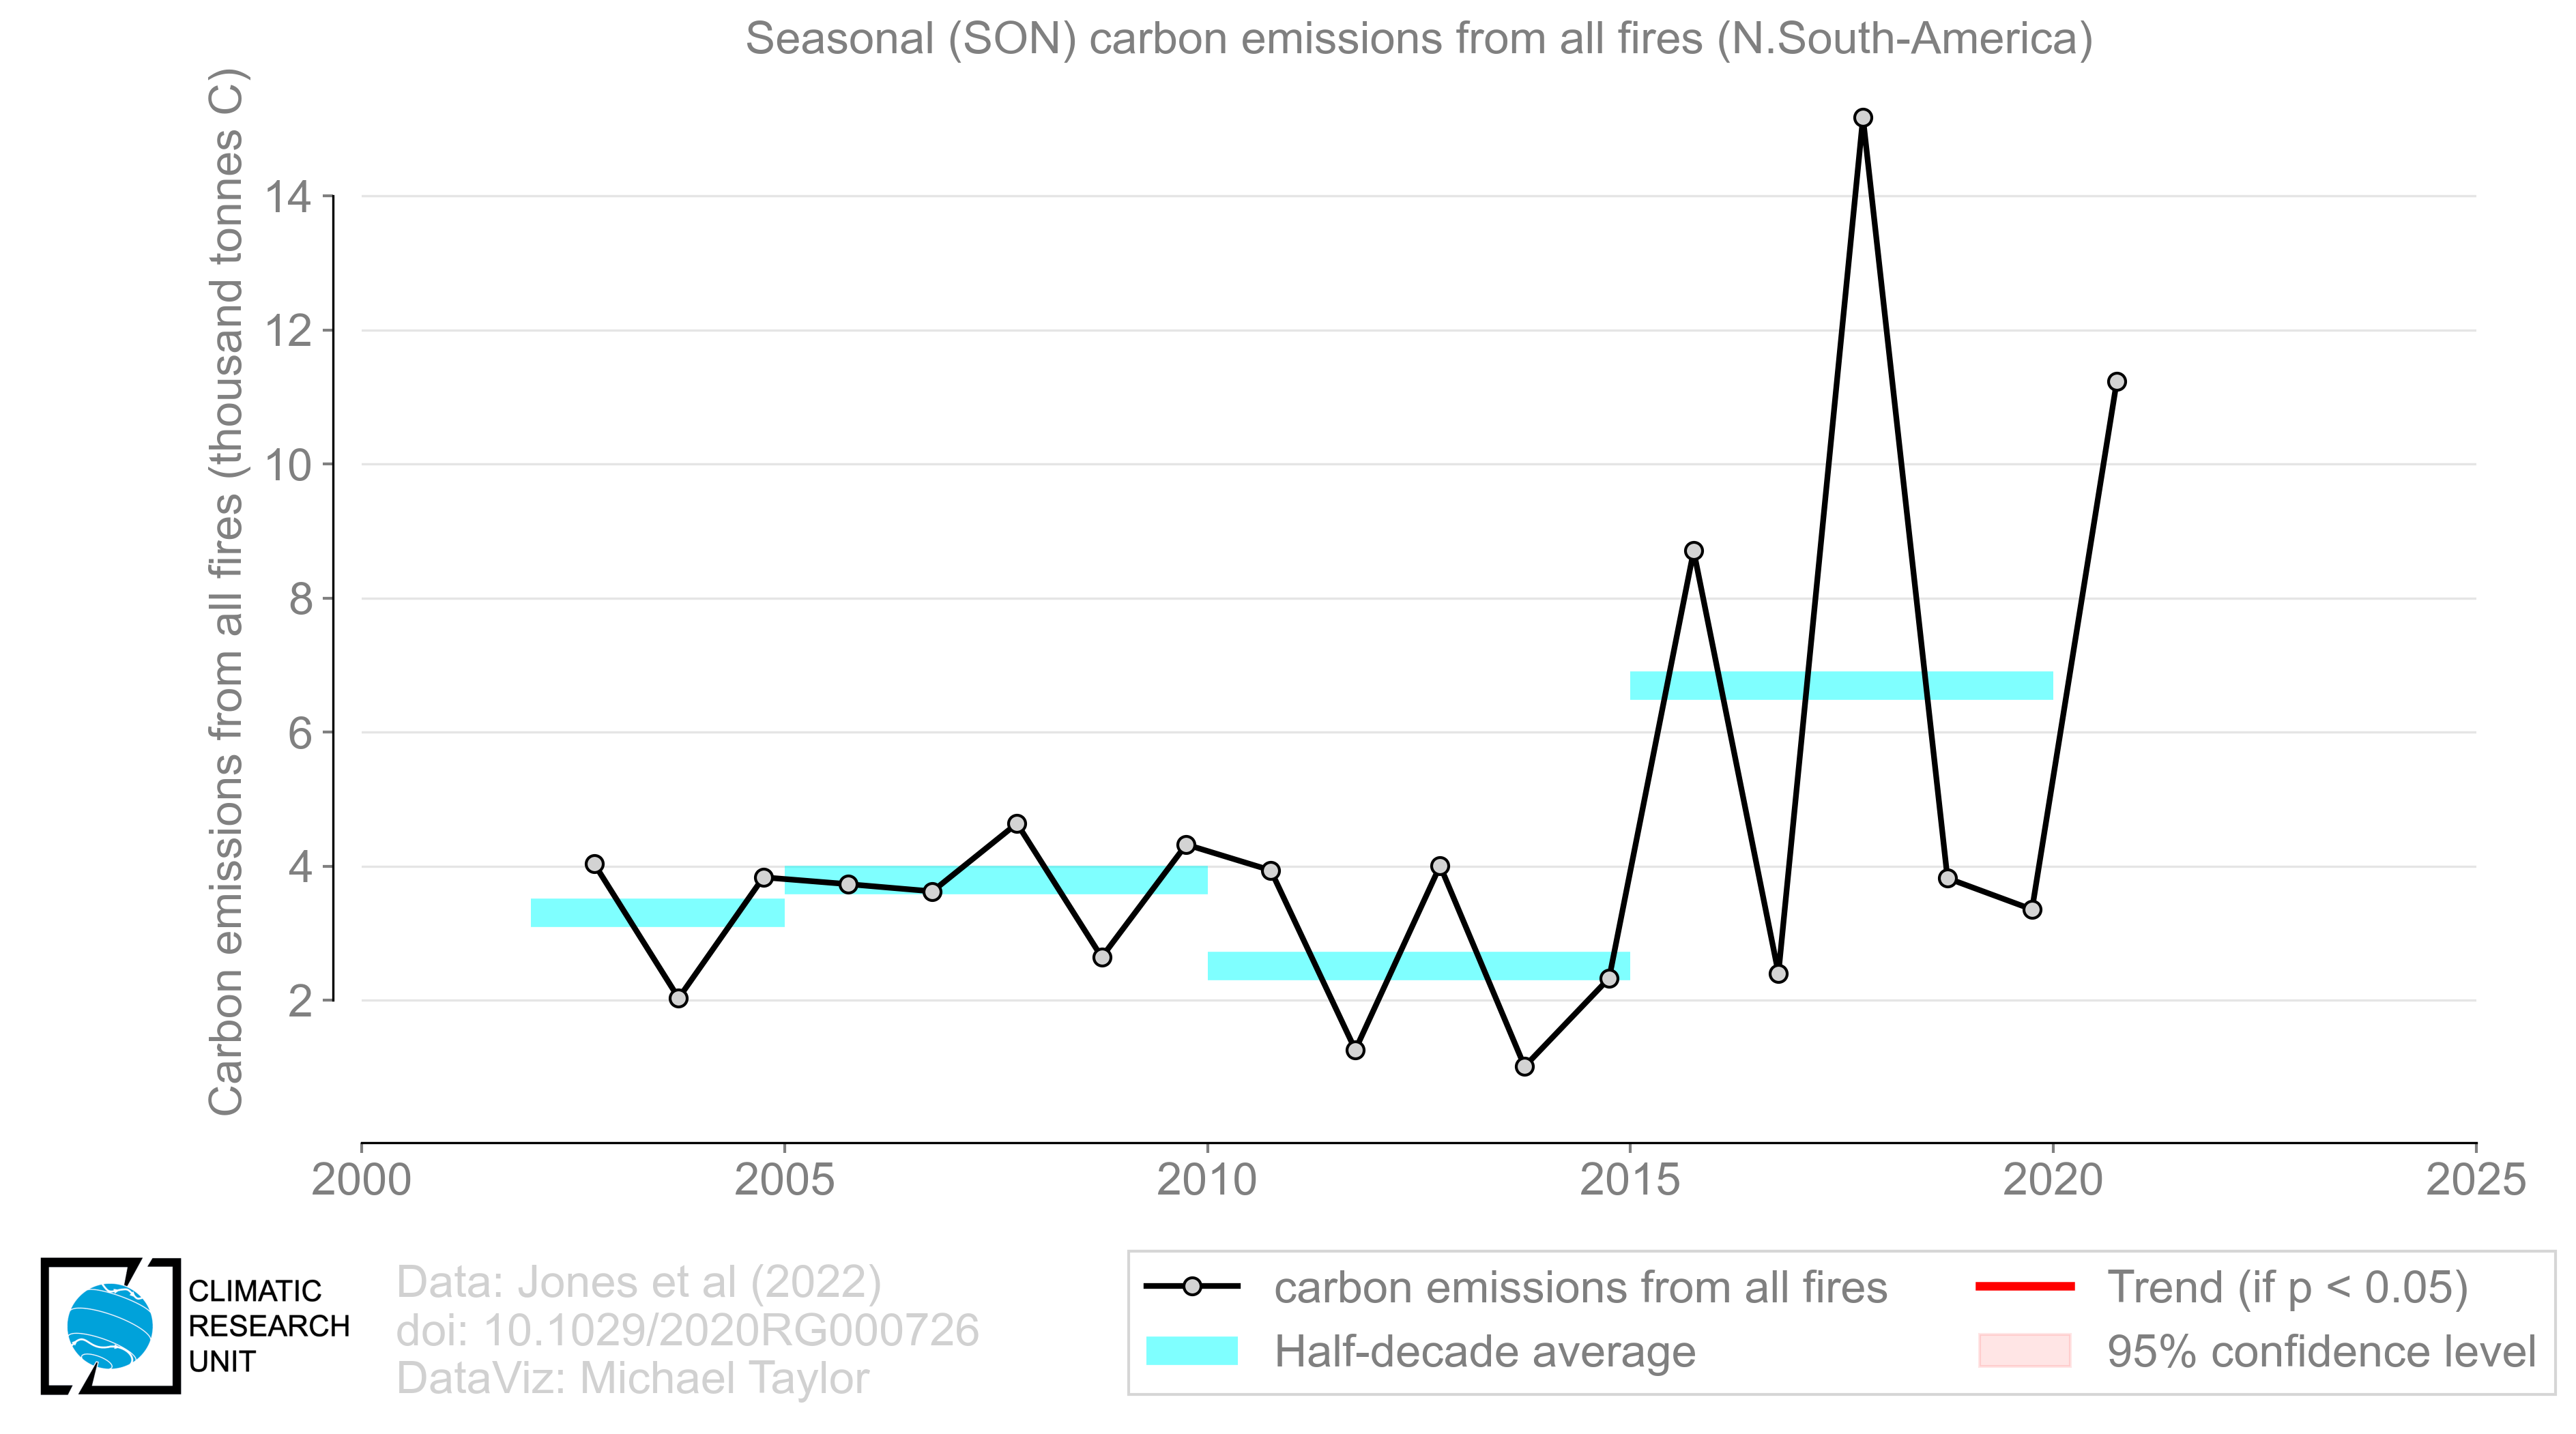 Seasonal (SON) carbon emissions from all fires (N.South-America)
Carbon emissions from all fires (thousand tonnes C)
14
12
10
8
6
4
2
2000
2005
2010
2015
2020
2025
CLIMATIC
RESEARCH
UNIT
Data: Jones et al (2022)
doi: 10.1029/2020RG000726
DataViz: Michael Taylor
carbon emissions from all fires
Half-decade average
Trend (if p < 0.05)
95% confidence level